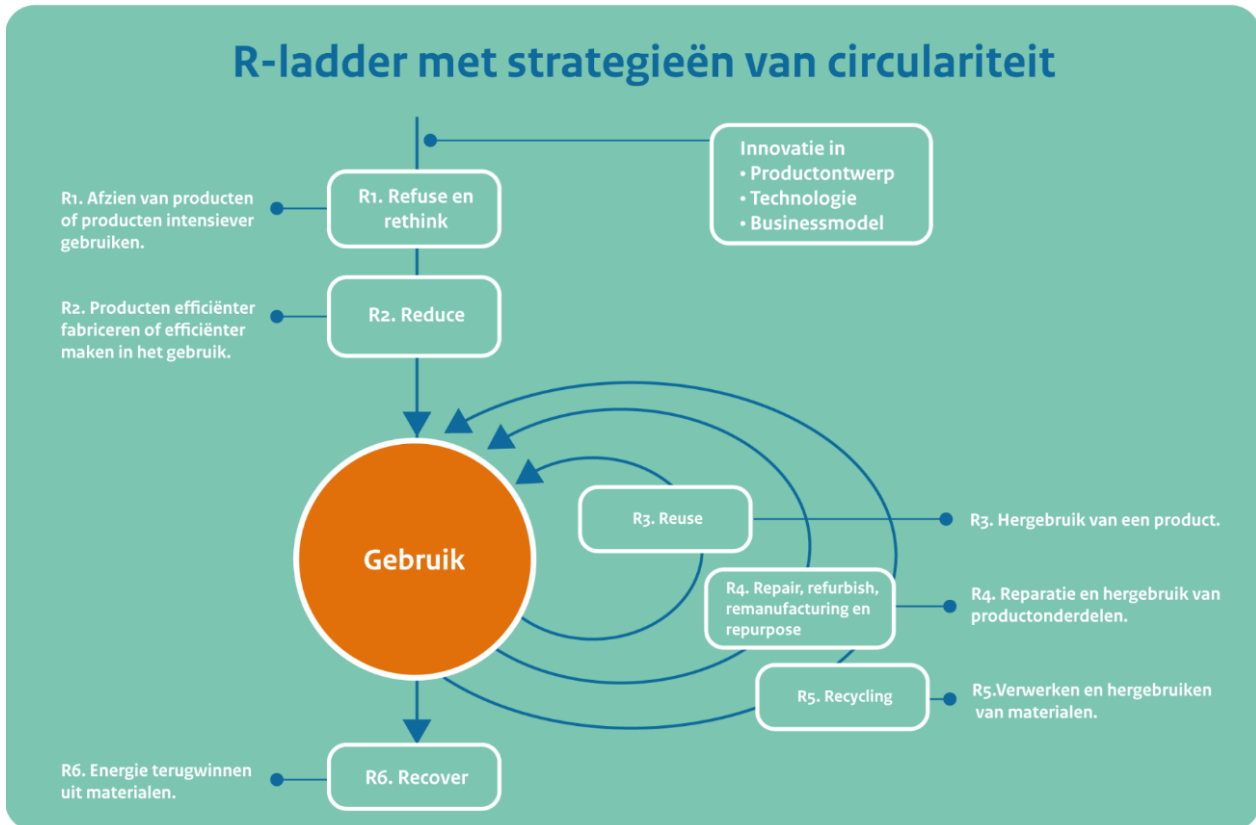 R-ladder met strategieën van circulariteit
Innovatie in
• Productontwerp
• Technologie
• Businessmodel
R1. Afzien van producten
of producten intensiever
gebruiken.
R1. Refuse en
rethink
R2. Producten efficiënter
fabriceren of efficiënter
maken in het gebruik.
R2. Reduce
Gebruik
R3. Reuse
R3. Hergebruik van een product.
R4. Repair, refurbish,
remanufacturing en
repurpose
R4. Reparatie en hergebruik van
productonderdelen.
R5. Recycling
R5.Verwerken en hergebruiken
van materialen.
R6. Energie terugwinnen
uit materialen.
R6. Recover